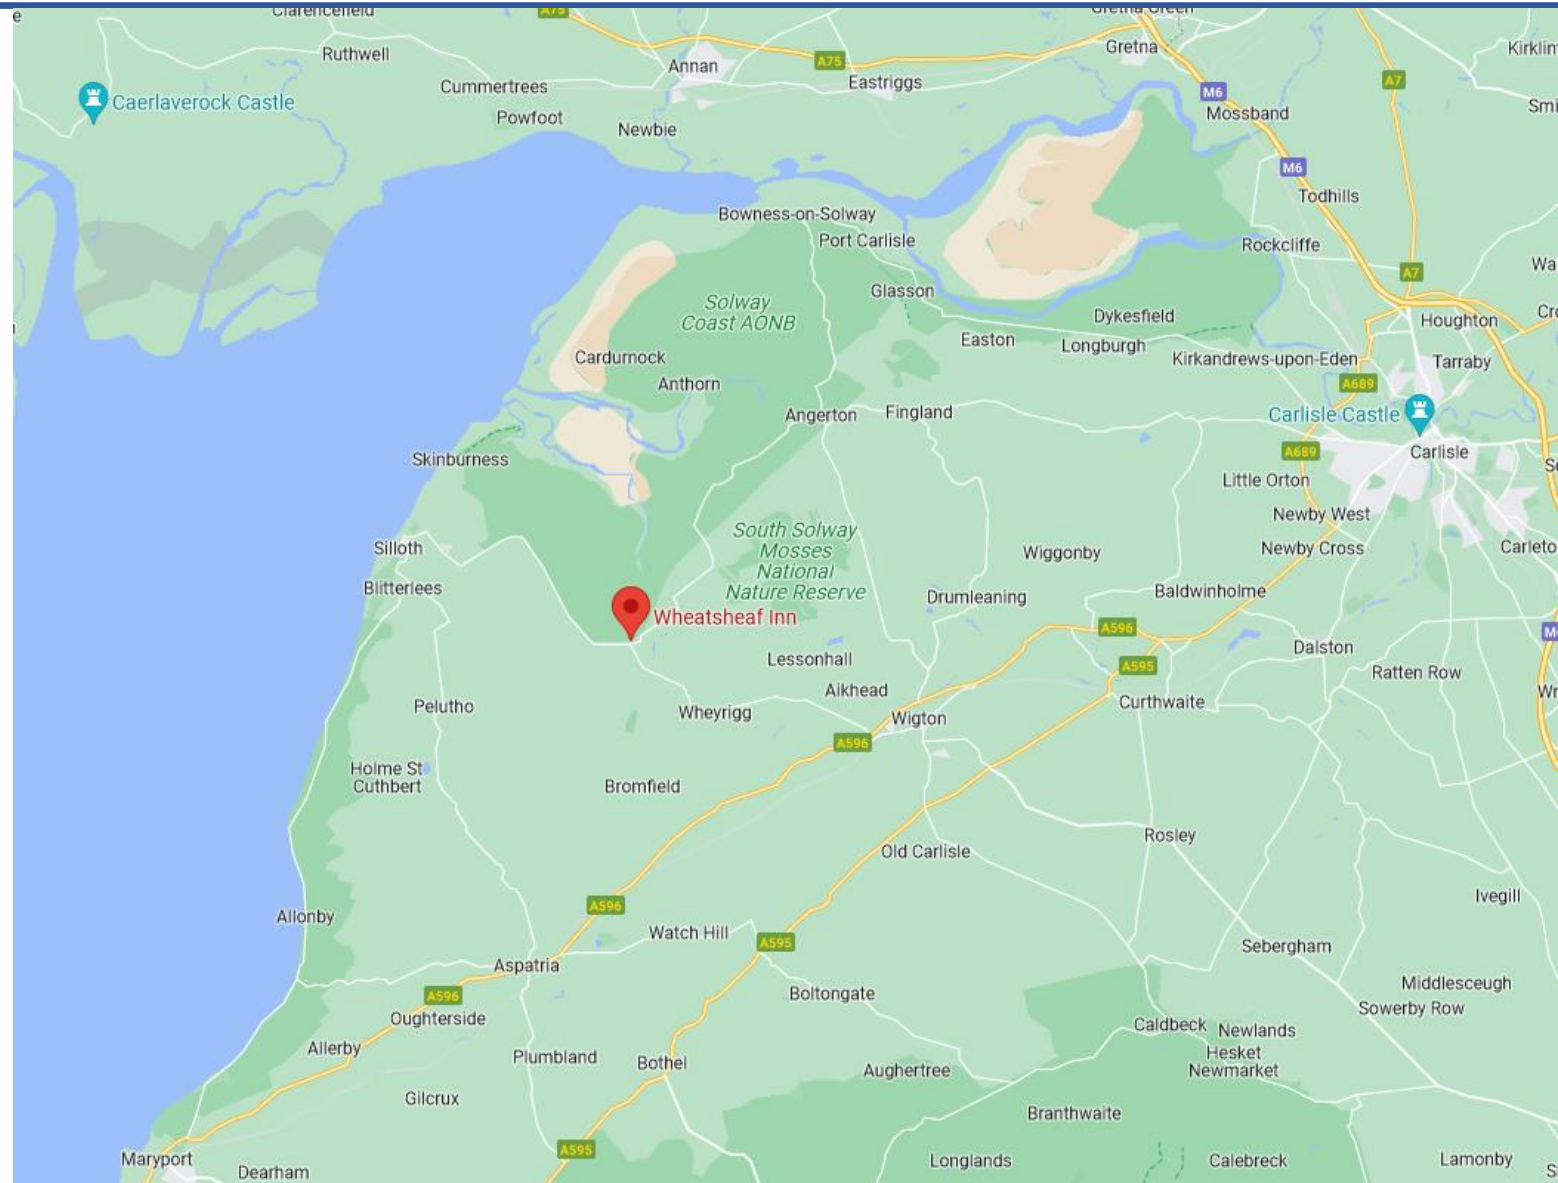 Clarencefield
A75
Gretna Green
Ruthwell
Gretna
Annan
A75
Eastriggs
A7
Cummertrees
M6
Caerlaverock Castle
Powfoot
Newbie
Mossband
M6
Todhills
Bowness-on-Solway
Port Carlisle
Rockcliffe
A7
Glasson
Solway
Coast AONB
Dykesfield
Houghton
Easton
Longburgh
Cardurnock
Kirkandrews-upon-Eden
Tarraby
Anthorn
A689
Angerton
Fingland
Carlisle Castle
Skinburness
A689
Carlisle
Little Orton
Newby West
South Solway
Mosses
National
Nature Reserve
Silloth
Wiggonby
Newby Cross
Blitterlees
Drumleaning
Baldwinholme
Wheatsheaf Inn
A596
Lessonhall
A595
Dalston
Ratten Row
Aikhead
Pelutho
Wheyrigg
Wigton
Curthwaite
A596
Holme St
Cuthbert
Bromfield
Rosley
Old Carlisle
Ivegill
A596
Allonby
Watch Hill
A595
Sebergham
Aspatria
A596
Boltongate
Middlesceugh
Sowerby Row
Oughterside
Caldbeck
Newlands
Allerby
Plumbland
Bothel
Hesket
Newmarket
Aughertree
Gilcrux
Branthwaite
A595
Maryport
Dearham
Longlands
Calebreck
Lamonby